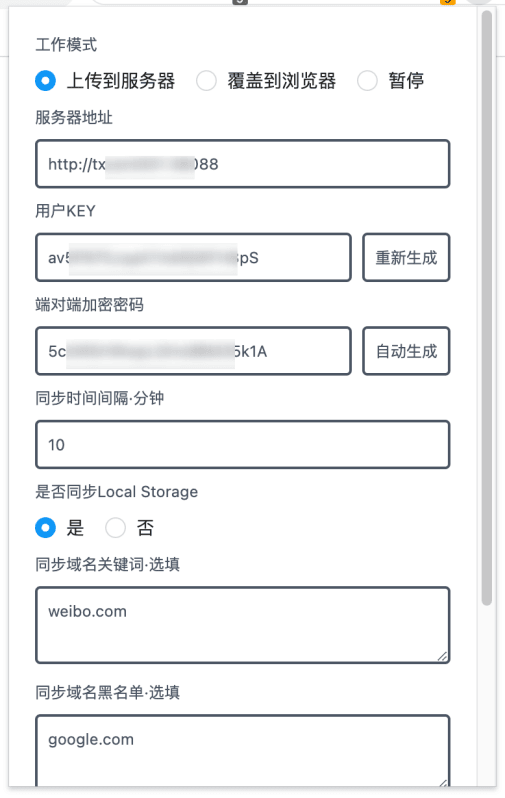 工作模式
上传到服务器 覆盖到浏览器 暂停
服务器地址
http://tx 088
用户KEY
av5 pS 重新生成
端对端加密密码
5c 5k1A 自动生成
同步时间间隔·分钟
10
是否同步Local Storage
是 否
同步域名关键词·选填
weibo.com
同步域名黑名单·选填
google.com